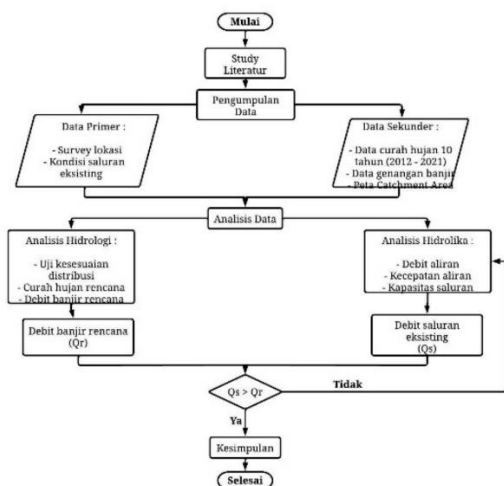 Mulai
Study
Literatur
Pengumpulan
Data
Data Primer :
- Survey lokasi
- Kondisi saluran
eksisting
Data Sekunder :
- Data curah hujan 10
tahun (2012 - 2021)
- Data genangan banjir
- Peta Catchment Area
Analisis Data
Analisis Hidrologi :
- Uji kesesuaian
distribusi
- Curah hujan rencana
- Debit banjir rencana
Analisis Hidrolika :
- Debit aliran
- Kecepatan aliran
- Kapasitas saluran
Debit banjir rencana
(Qr)
Debit saluran
eksisting
(Qs)
Qs > Qr
Tidak
Ya
Kesimpulan
Selesai